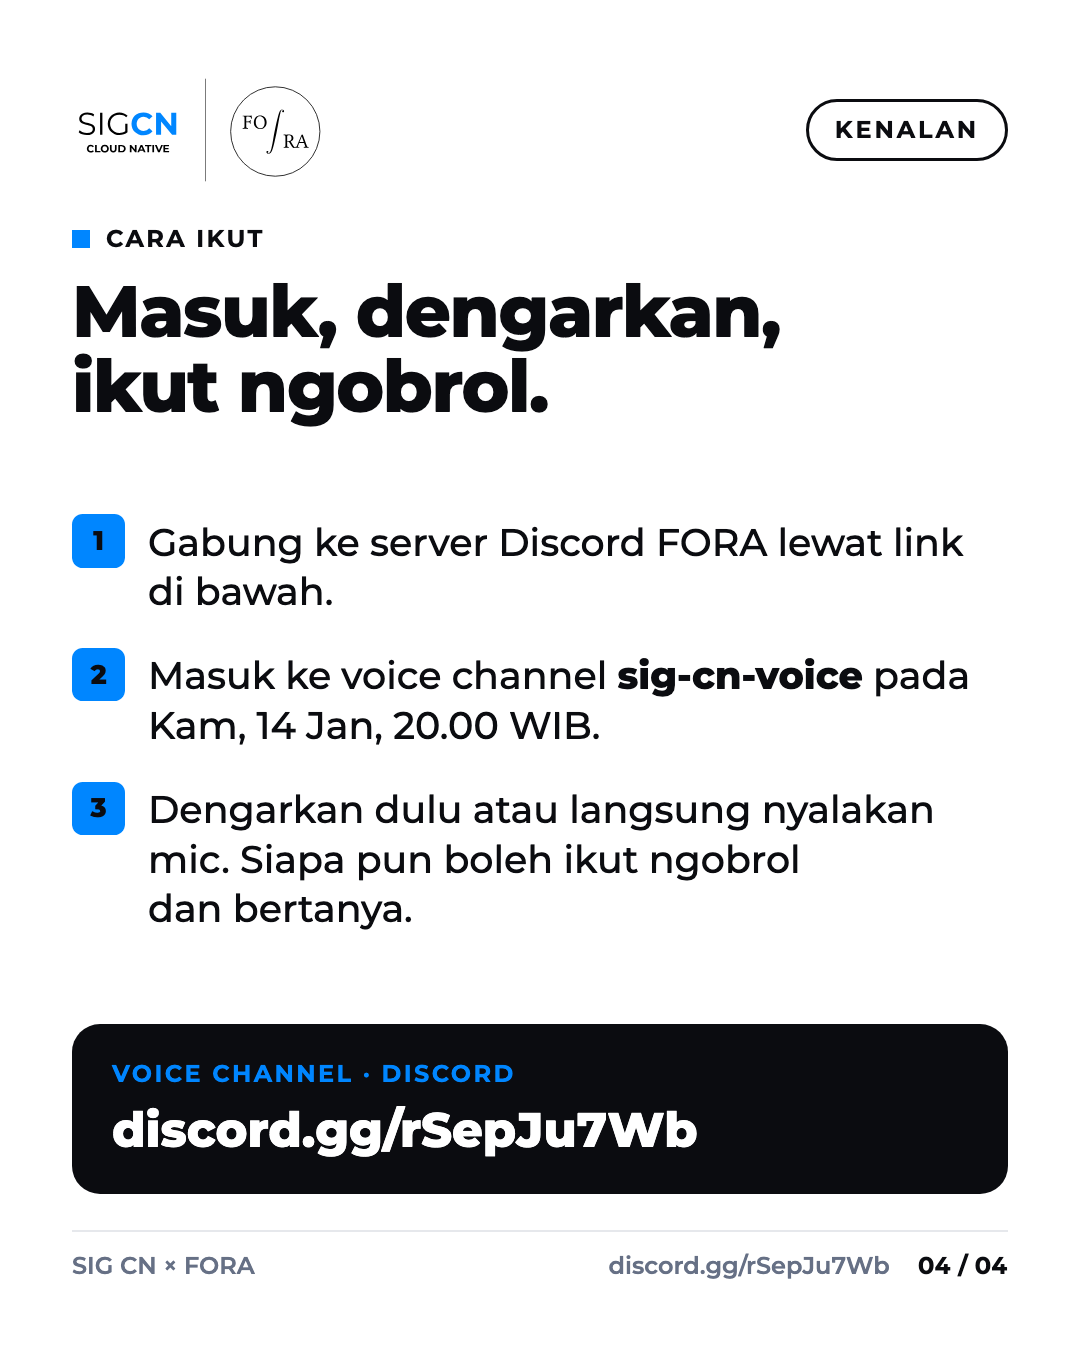 SIGCN
CLOUD NATIVE
FO
RA
KENALAN
CARA IKUT
Masuk, dengarkan,
ikut ngobrol.
1
Gabung ke server Discord FORA lewat link
di bawah.
2
Masuk ke voice channel sig-cn-voice pada
Kam, 14 Jan, 20.00 WIB.
3
Dengarkan dulu atau langsung nyalakan
mic. Siapa pun boleh ikut ngobrol
dan bertanya.
VOICE CHANNEL · DISCORD
discord.gg/rSepJu7Wb
SIG CN × FORA
discord.gg/rSepJu7Wb 04 / 04